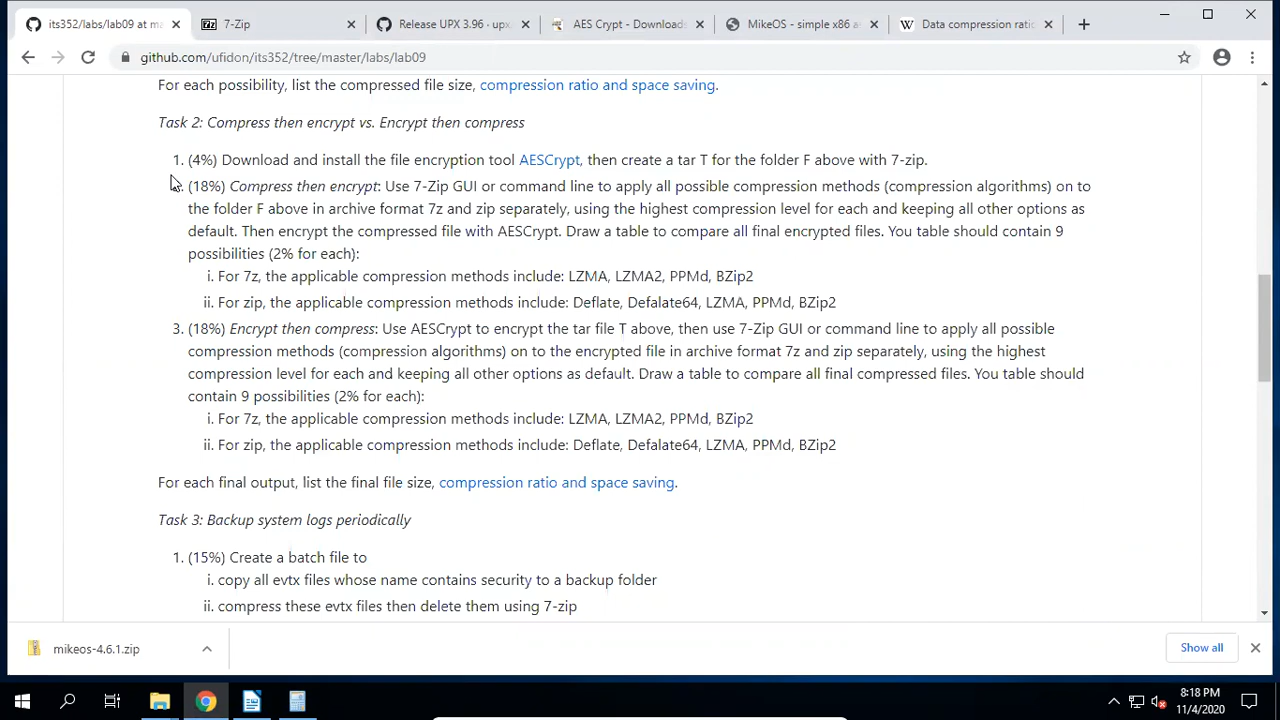 its352/labs/lab09 at ma
7-Zip
Release UPX 3.96 · upx
AES Crypt - Downloads
MikeOS - simple x86 as
Data compression ratio
github.com/ufidon/its352/tree/master/labs/lab09
For each possibility, list the compressed file size, compression ratio and space saving.
Task 2: Compress then encrypt vs. Encrypt then compress
1. (4%) Download and install the file encryption tool AESCrypt, then create a tar T for the folder F above with 7-zip.
(18%) Compress then encrypt: Use 7-Zip GUI or command line to apply all possible compression methods (compression algorithms) on to
the folder F above in archive format 7z and zip separately, using the highest compression level for each and keeping all other options as
default. Then encrypt the compressed file with AESCrypt. Draw a table to compare all final encrypted files. You table should contain 9
possibilities (2% for each):
i. For 7z, the applicable compression methods include: LZMA, LZMA2, PPMd, BZip2
ii. For zip, the applicable compression methods include: Deflate, Defalate64, LZMA, PPMd, BZip2
3. (18%) Encrypt then compress: Use AESCrypt to encrypt the tar file T above, then use 7-Zip GUI or command line to apply all possible
compression methods (compression algorithms) on to the encrypted file in archive format 7z and zip separately, using the highest
compression level for each and keeping all other options as default. Draw a table to compare all final compressed files. You table should
contain 9 possibilities (2% for each):
i. For 7z, the applicable compression methods include: LZMA, LZMA2, PPMd, BZip2
ii. For zip, the applicable compression methods include: Deflate, Defalate64, LZMA, PPMd, BZip2
For each final output, list the final file size, compression ratio and space saving.
Task 3: Backup system logs periodically
1. (15%) Create a batch file to
i. copy all evtx files whose name contains security to a backup folder
ii. compress these evtx files then delete them using 7-zip
mikeos-4.6.1.zip
Show all
8:18 PM
11/4/2020